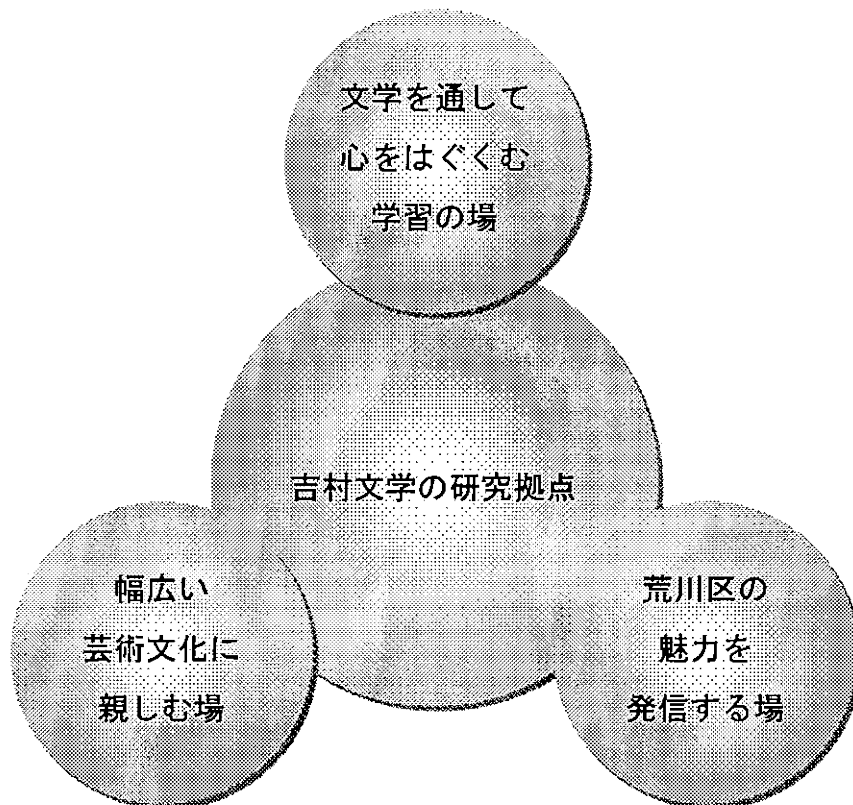 文学を通して
心をはぐくむ
学習の場
吉村文学の研究拠点
幅広い
芸術文化に
親しむ場
荒川区の
魅力を
発信する場